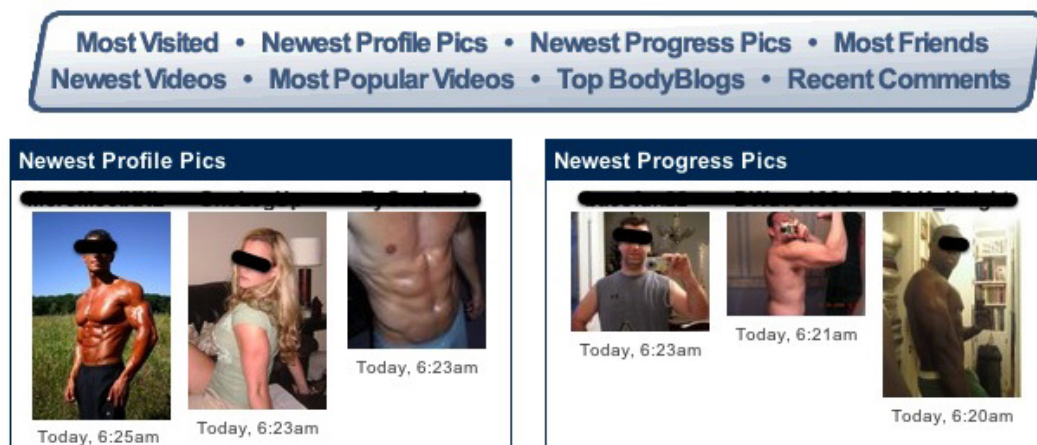 Most Visited • Newest Profile Pics • Newest Progress Pics • Most Friends
Newest Videos • Most Popular Videos • Top BodyBlogs • Recent Comments
Newest Profile Pics
Today, 6:25am
Today, 6:23am
Today, 6:23am
Newest Progress Pics
Today, 6:23am
Today, 6:21am
Today, 6:20am